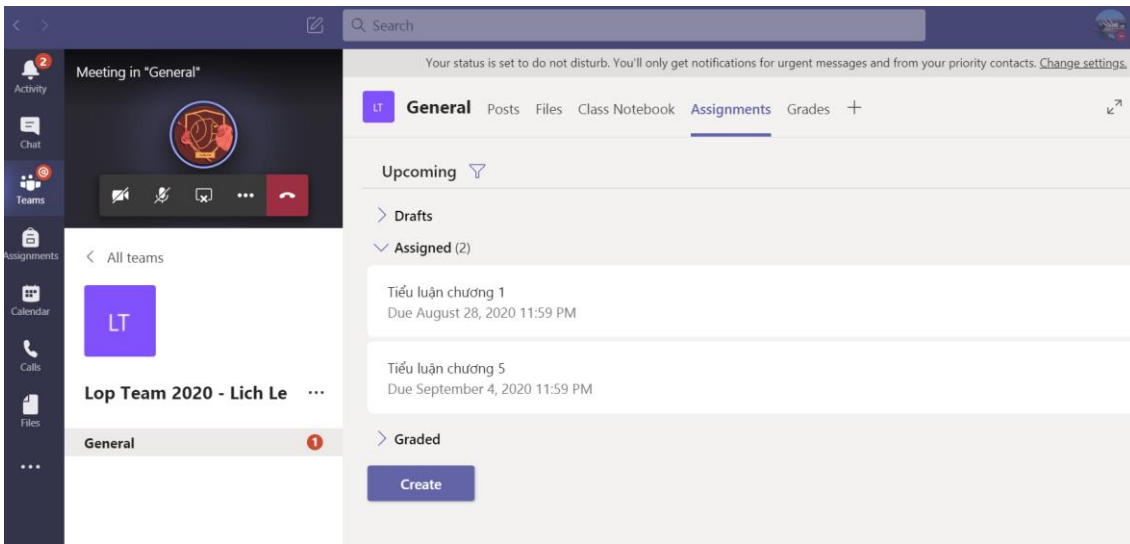 Search
Your status is set to do not disturb. You'll only get notifications for urgent messages and from your priority contacts. Change settings.
2
Activity
Chat
@
Teams
Assignments
Calendar
Calls
Files
Meeting in "General"
All teams
LT
Lop Team 2020 - Lich Le
General 1
LT General Posts Files Class Notebook Assignments Grades
Upcoming
Drafts
Assigned (2)
Tiểu luận chương 1
Due August 28, 2020 11:59 PM
Tiểu luận chương 5
Due September 4, 2020 11:59 PM
Graded
Create